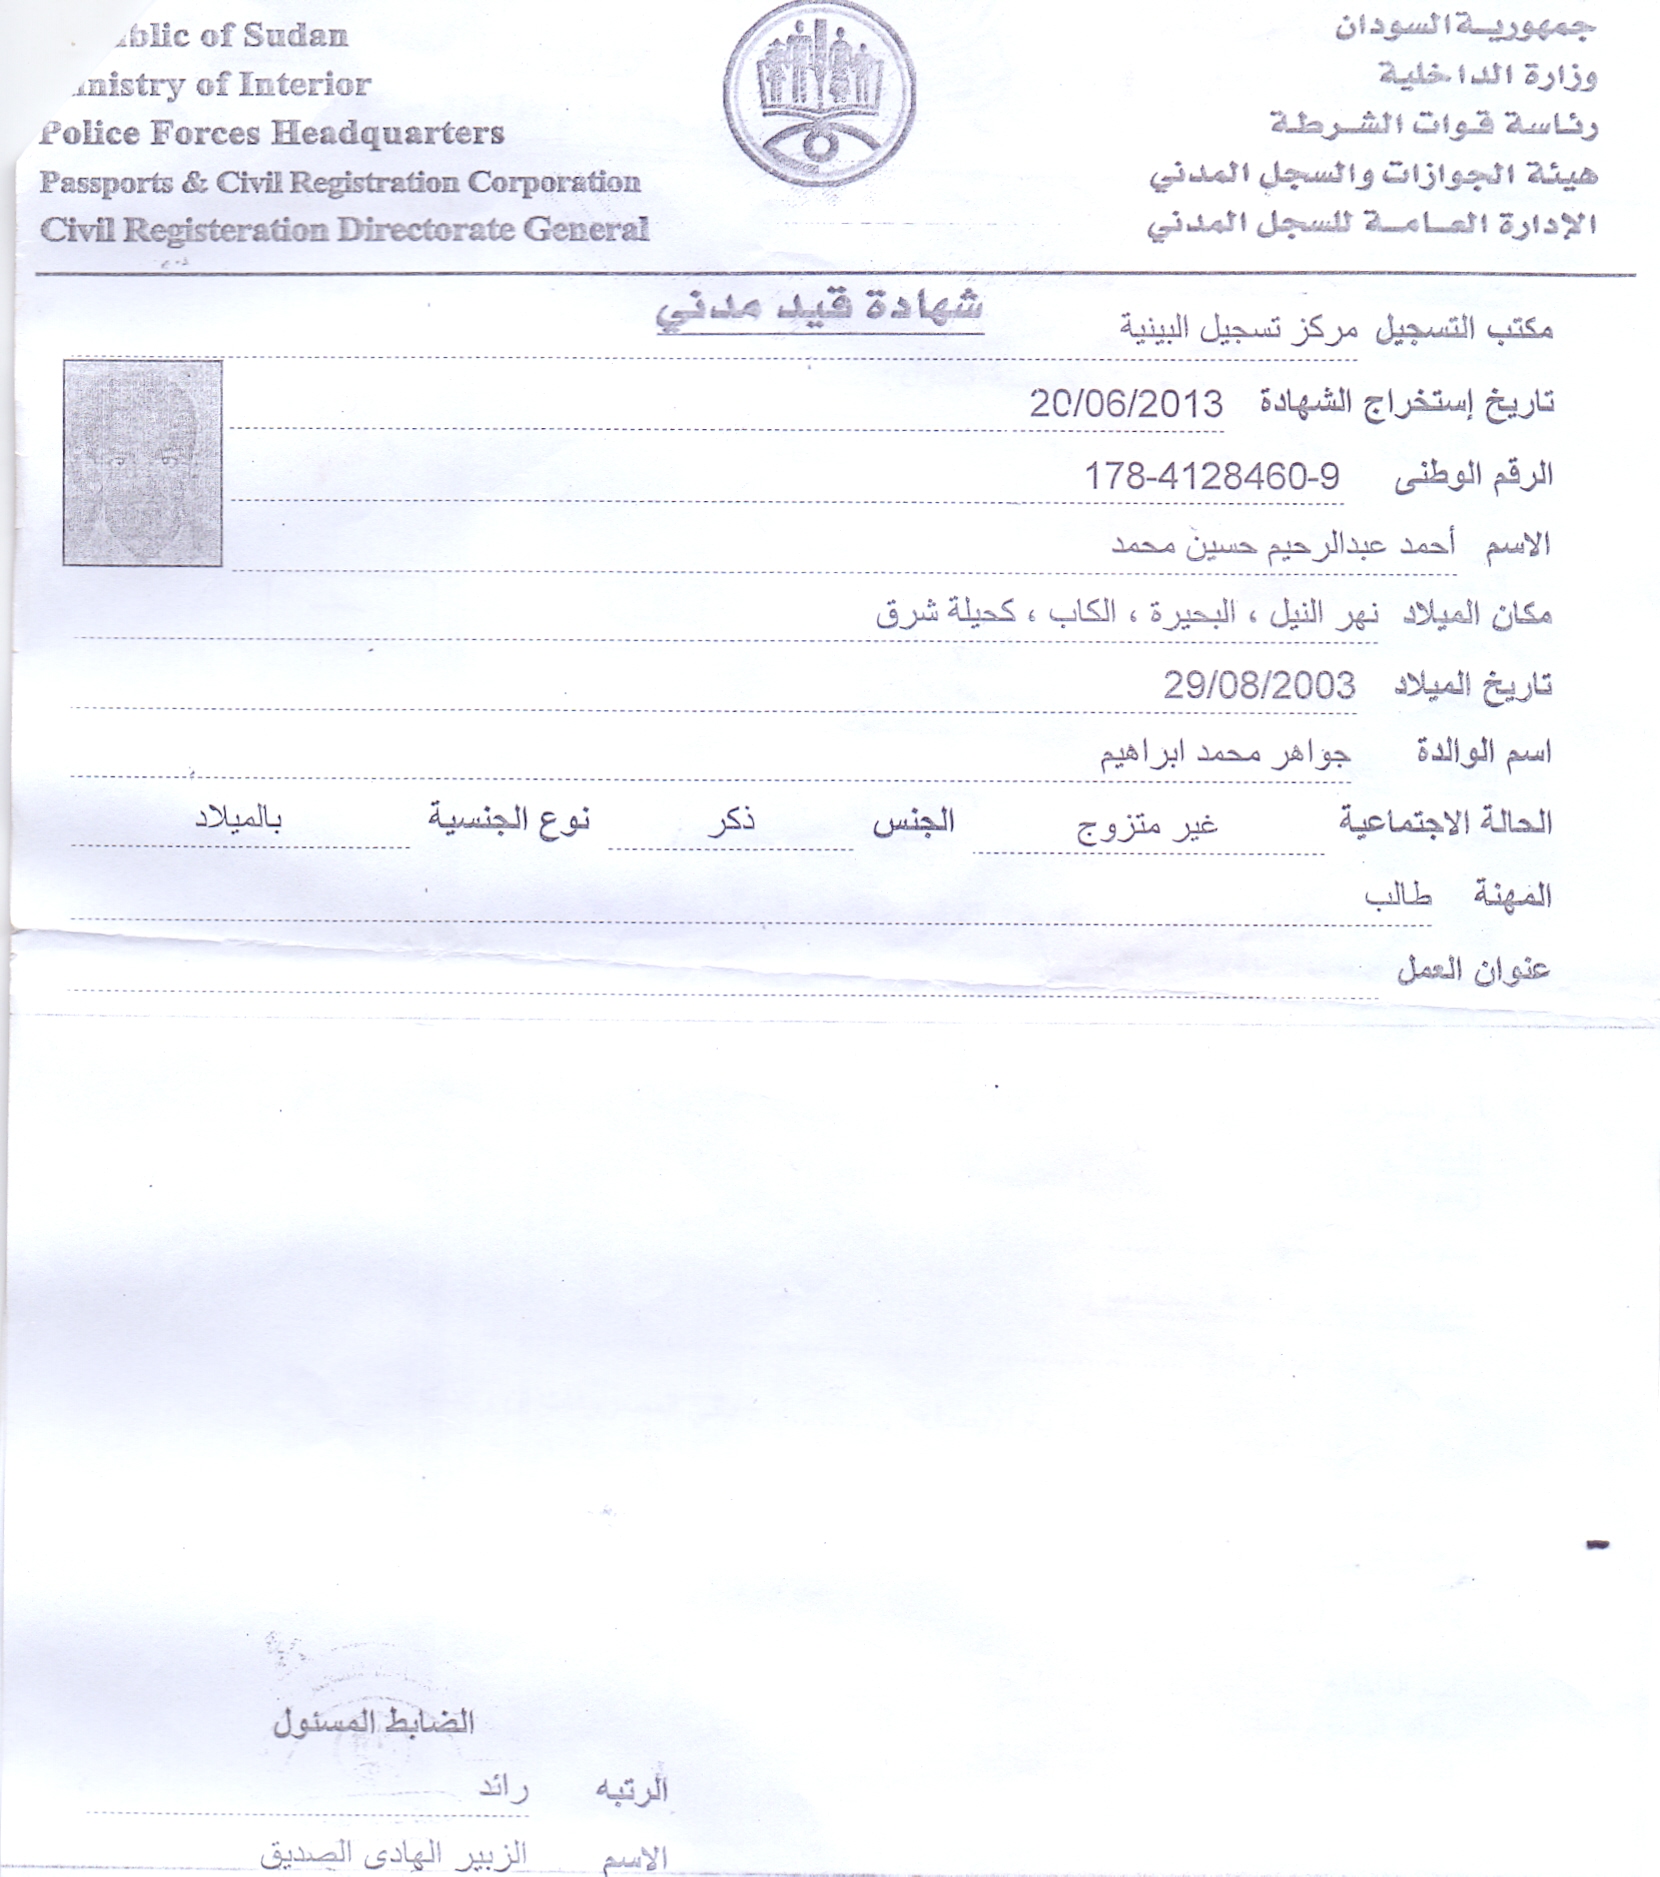 Republic of Sudan
Ministry of Interior
Police Forces Headquarters
Passports & Civil Registration Corporation
Civil Registeration Directorate General
جمهورية السودان
وزارة الداخلية
رئاسة قوات الشرطة
هيئة الجوازات والسجل المدني
الإدارة العامة للسجل المدني
شهادة قيد مدني
مكتب التسجيل مركز تسجيل البينية
تاريخ إستخراج الشهادة 20/06/2013
الرقم الوطنى 178-4128460-9
الاسم أحمد عبدالرحيم حسين محمد
مكان الميلاد نهر النيل ، البحيرة ، الكاب ، كحيلة شرق
تاريخ الميلاد 29/08/2003
اسم الوالدة جواهر محمد ابراهيم
الحالة الاجتماعية غير متزوج الجنس ذكر نوع الجنسية بالميلاد
المهنة طالب
عنوان العمل
الضابط المسئول
الرتبه رائد
الاسم الزبير الهادى الصديق